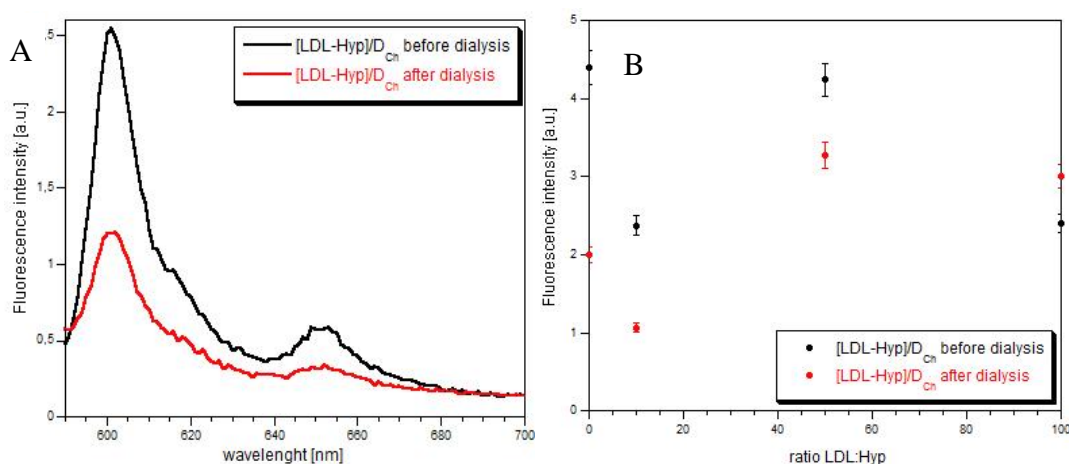 A
[LDL-Hyp]/D_Ch before dialysis
[LDL-Hyp]/D_Ch after dialysis
Fluorescence intensity [a.u.]
,5
2
1,5
1
0,5
0
600 620 640 660 680 700
wavelenght [nm]
B
Fluorescence intensity [a.u.]
5
4
3
2
1
0
[LDL-Hyp]/D_Ch before dialysis
[LDL-Hyp]/D_Ch after dialysis
0 20 40 60 80 100
ratio LDL:Hyp